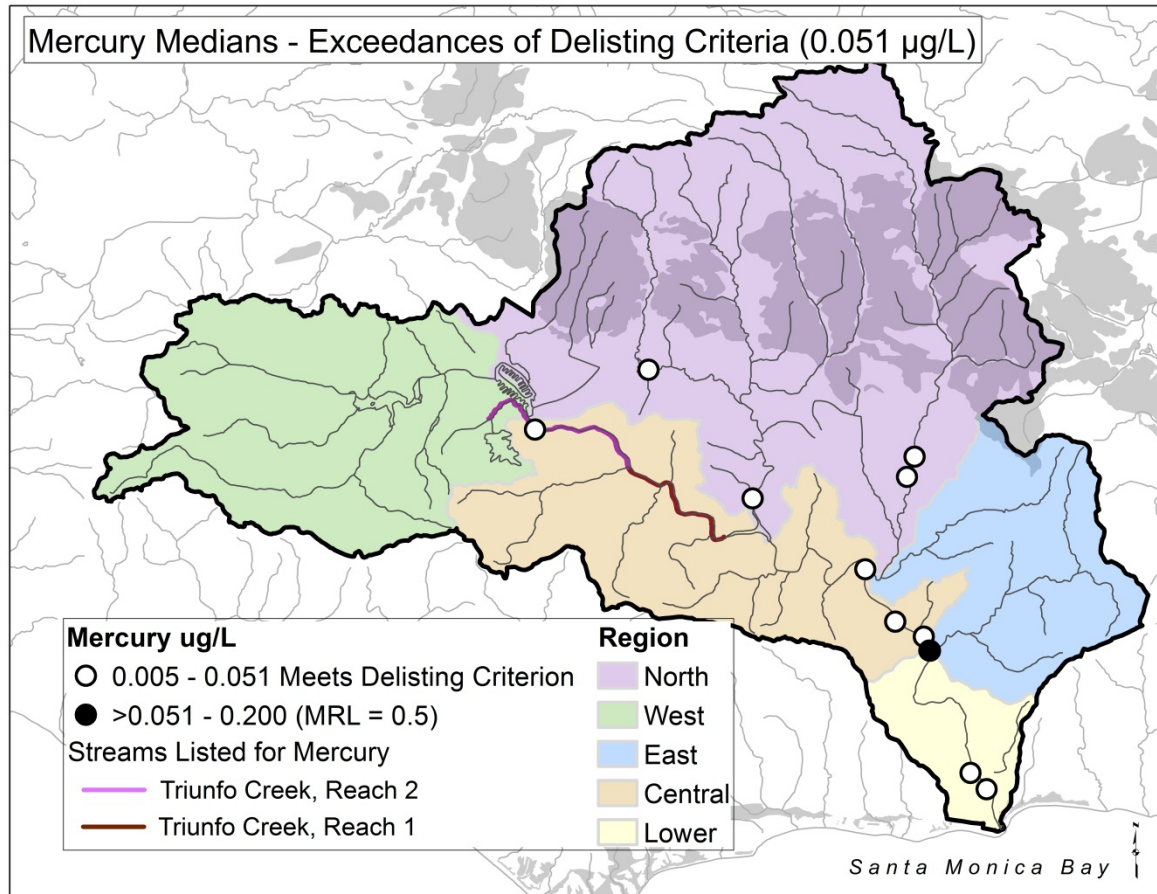 Mercury Medians - Exceedances of Delisting Criteria (0.051 µg/L)
Mercury ug/L
0.005 - 0.051 Meets Delisting Criterion
>0.051 - 0.200 (MRL = 0.5)
Streams Listed for Mercury
Triunfo Creek, Reach 2
Triunfo Creek, Reach 1
Region
North
West
East
Central
Lower
Santa Monica Bay
z